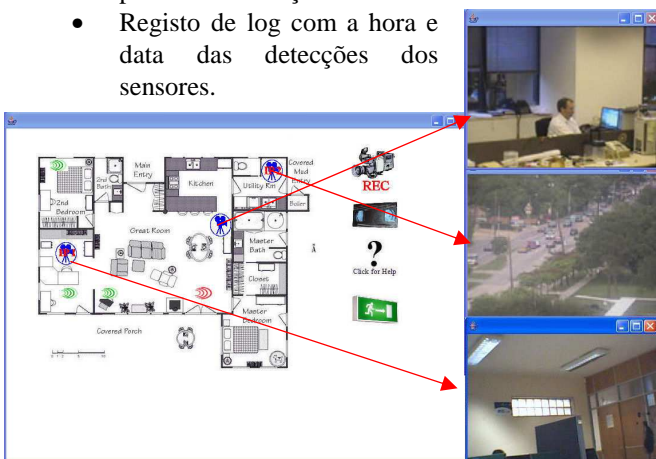 • Registo de log com a hora e
data das detecções dos
sensores.
Main
Entry
2nd
Bath
Kitchen
Utility Rm
Covered
Mud
Entry
REC
2nd
Bedroom
Boiler
Great Room
Master
Bath
?
Click for Help
Closet
Master
Bedroom
Covered Porch